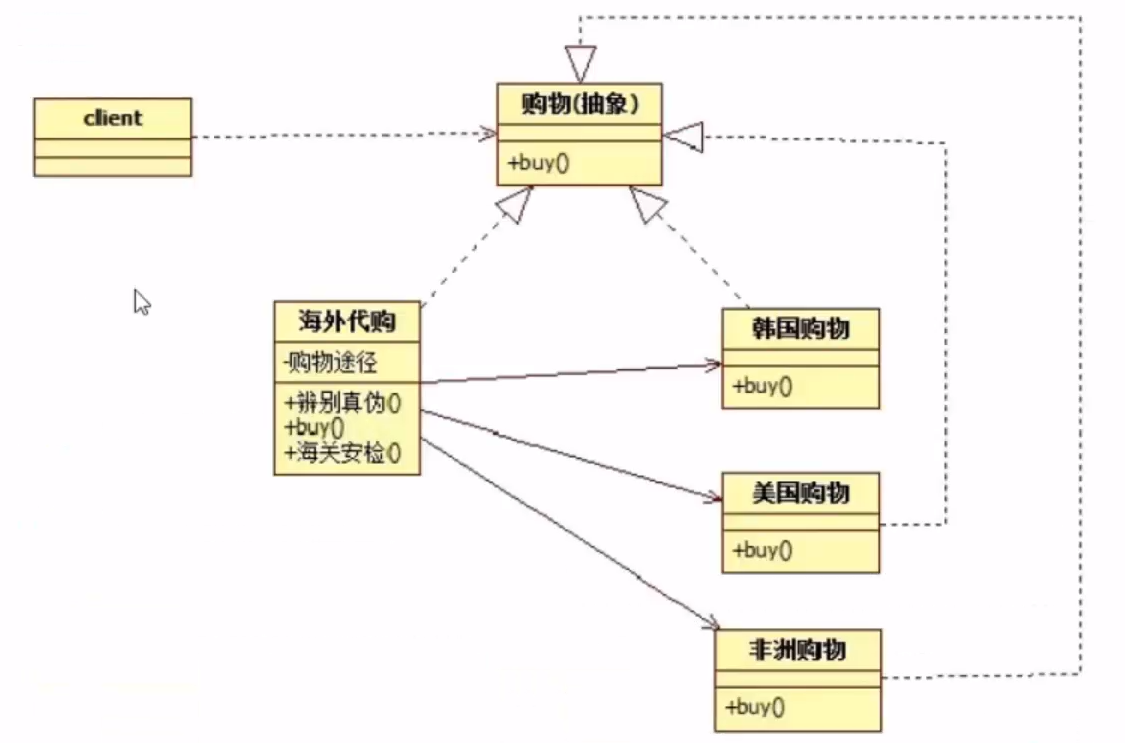 client
购物(抽象)
+buy()
海外代购
-购物途径
+辨别真伪()
+buy()
+海关安检()
韩国购物
+buy()
美国购物
+buy()
非洲购物
+buy()